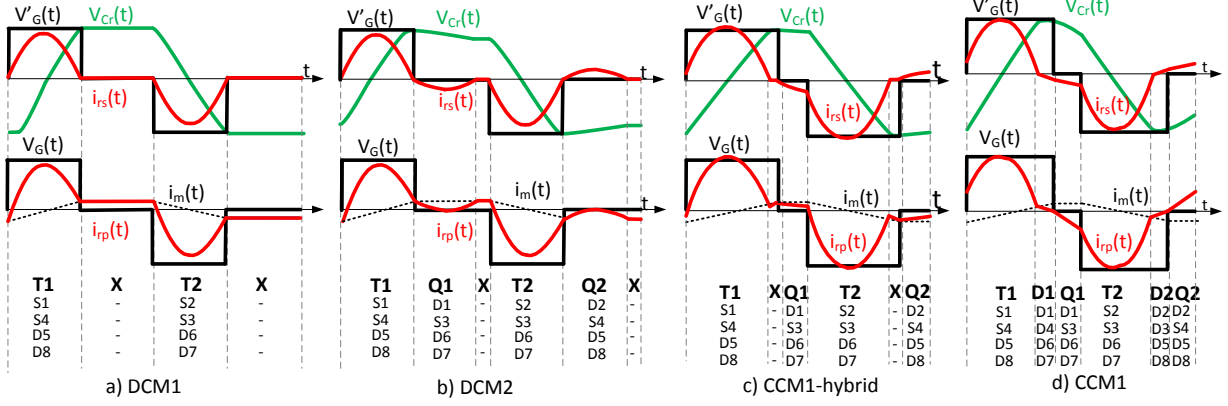 V'G(t) VCr(t) t
irs(t)
VG(t) im(t) t
irp(t)
T1 X T2 X
S1 - S2 -
S4 - S3 -
D5 - D6 -
D8 - D7 -
a) DCM1
V'G(t) VCr(t) t
irs(t)
VG(t) im(t) t
irp(t)
T1 Q1 X T2 Q2 X
S1 D1 - S2 D2 -
S4 S3 - S3 S4 -
D5 D6 - D6 D5 -
D8 D7 - D7 D8 -
b) DCM2
V'G(t) VCr(t) t
irs(t)
VG(t) im(t) t
irp(t)
T1 X Q1 T2 X Q2
S1 - D1 S2 - D2
S4 - S3 S3 - S4
D5 - D6 D6 - D5
D8 - D7 D7 - D8
c) CCM1-hybrid
V'G(t) VCr(t) t
irs(t)
VG(t) im(t) t
irp(t)
T1 D1 Q1 T2 D2 Q2
S1 D1 D1 S2 D2 D2
S4 D4 S3 S3 D3 S4
D5 D6 D6 D6 D5 D5
D8 D7 D7 D7 D8 D8
d) CCM1